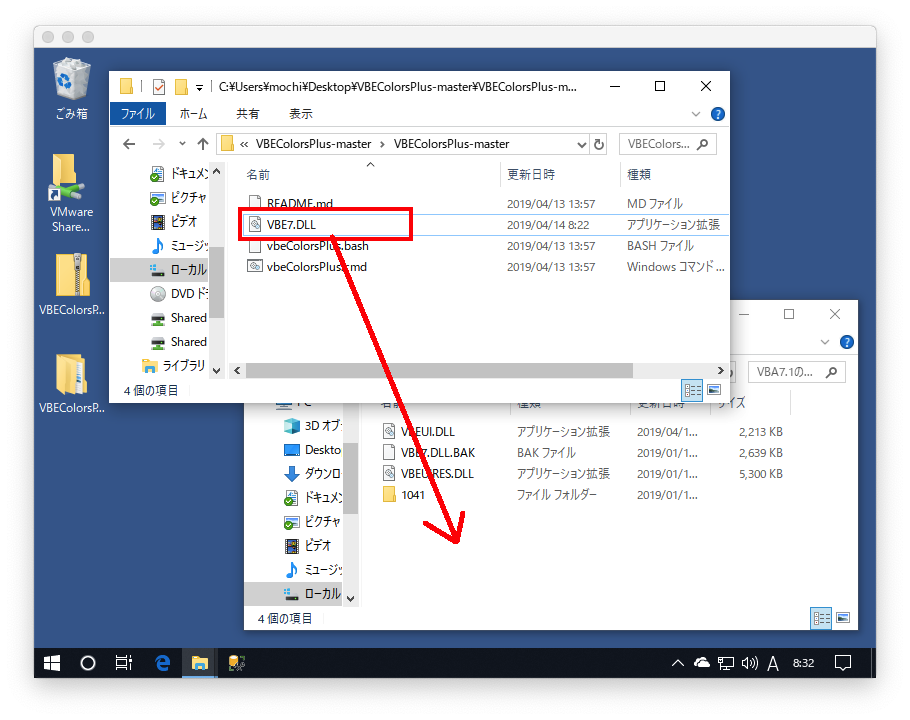 ごみ箱
VMware
Share...
VBEColorsP...
VBEColorsP...
C:¥Users¥mochi¥Desktop¥VBEColorsPlus-master¥VBEColorsPlus-m...
ファイル ホーム 共有 表示
« VBEColorsPlus-master › VBEColorsPlus-master
VBEColors...
ドキュメ
ピクチャ
ビデオ
ミュージ
ローカル
DVD ド
Shared
Shared
ライブラリ
名前 更新日時 種類
README.md 2019/04/13 13:57 MD ファイル
VBE7.DLL 2019/04/14 8:22 アプリケーション拡張
vbeColorsPlus.bash 2019/04/13 13:57 BASH ファイル
vbeColorsPlus.cmd 2019/04/13 13:57 Windows コマンド ...
4 個の項目
VBA7.1の...
PC
3D オブ
Deskto
ダウンロ
ドキュメ
ピクチャ
ビデオ
ミュージ
ローカル
名前 種類 更新日時 サイズ
VBEUI.DLL アプリケーション拡張 2019/04/1... 2,213 KB
VBE7.DLL.BAK BAK ファイル 2019/01/1... 2,639 KB
VBEUIRES.DLL アプリケーション拡張 2019/01/1... 5,300 KB
1041 ファイル フォルダー 2019/01/1...
4 個の項目
A 8:32